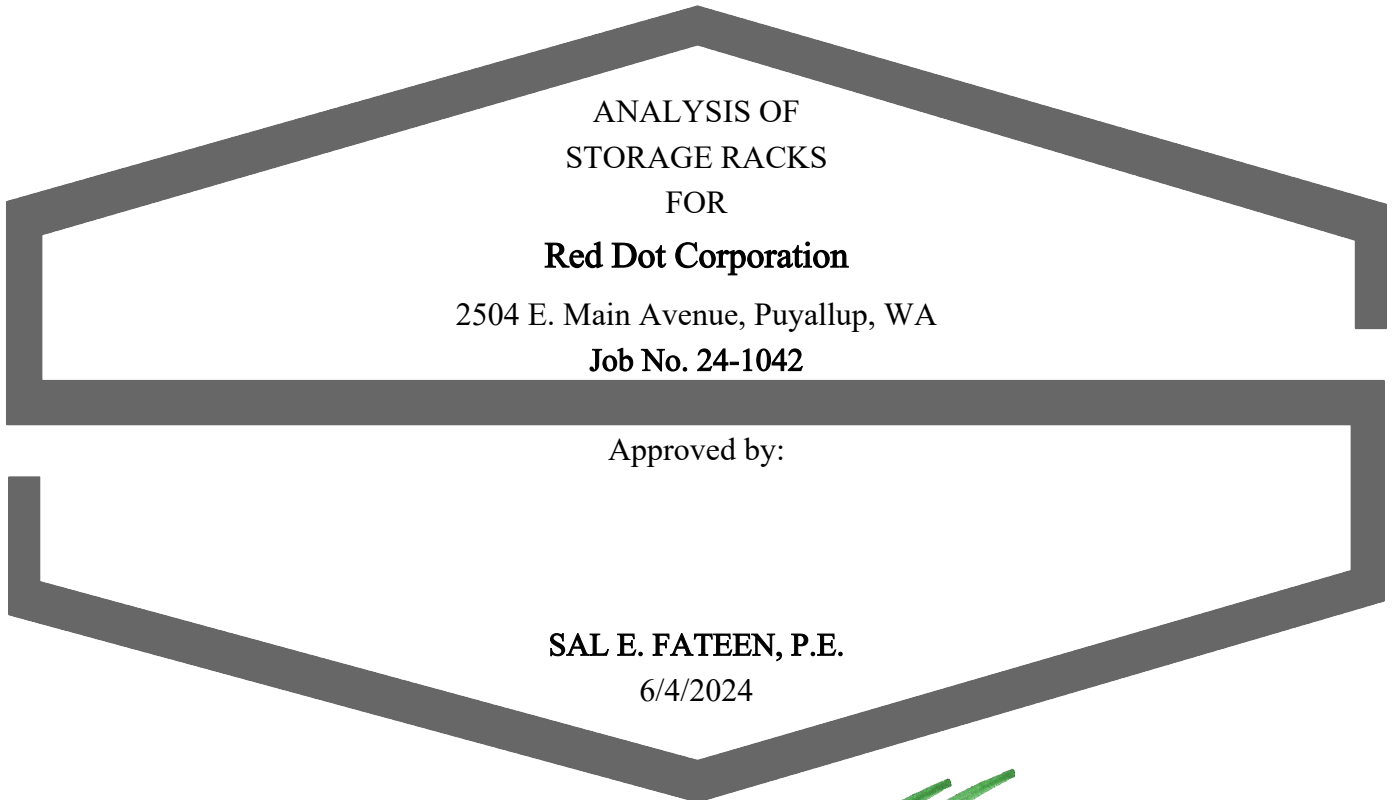 ANALYSIS OF
STORAGE RACKS
FOR
Red Dot Corporation
2504 E. Main Avenue, Puyallup, WA
Job No. 24-1042
Approved by:
SAL E. FATEEN, P.E.
6/4/2024